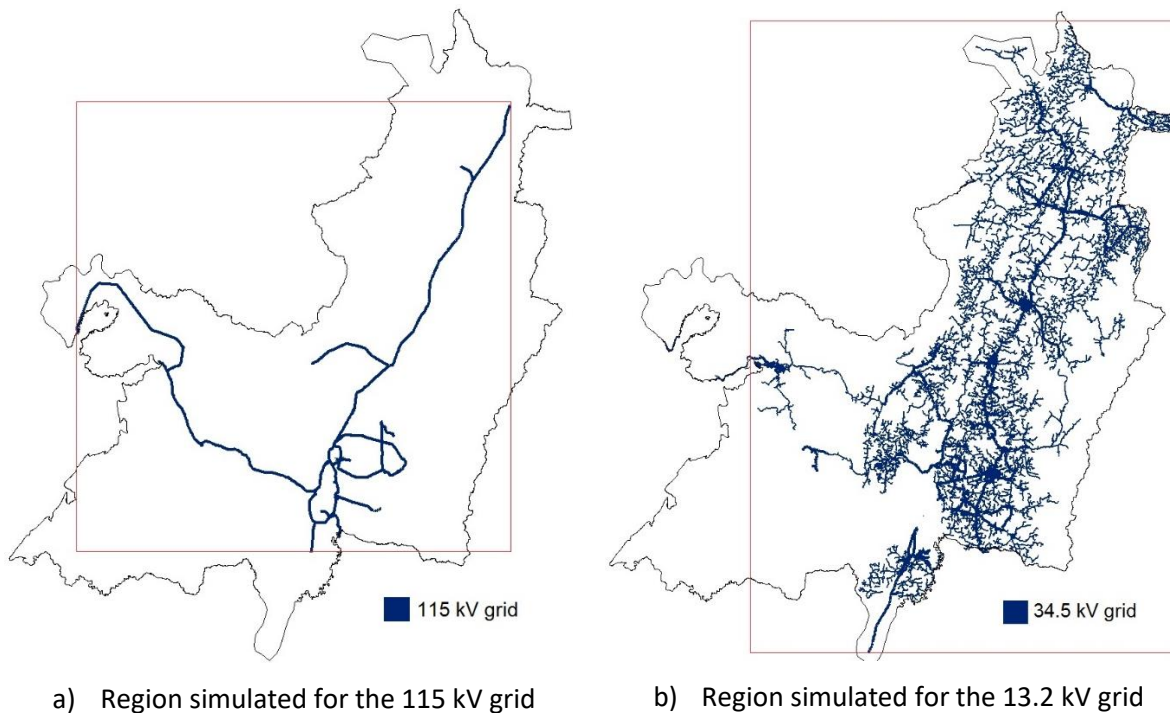 115 kV grid
34.5 kV grid
a) Region simulated for the 115 kV grid
b) Region simulated for the 13.2 kV grid